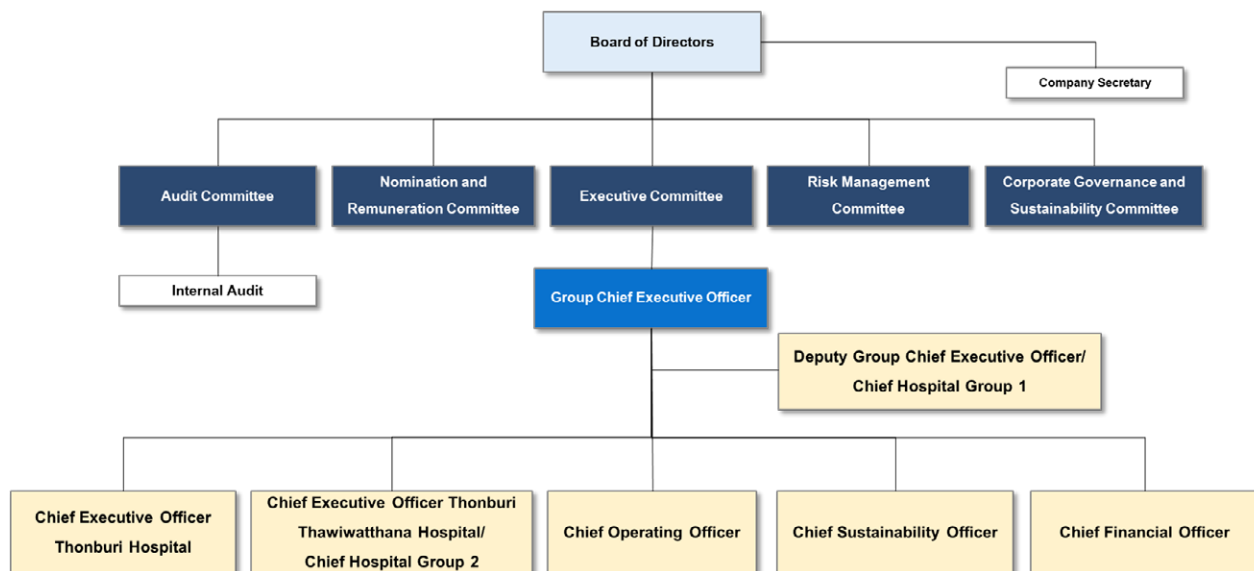 Board of Directors
Company Secretary
Audit Committee
Nomination and
Remuneration Committee
Executive Committee
Risk Management
Committee
Corporate Governance and
Sustainability Committee
Internal Audit
Group Chief Executive Officer
Deputy Group Chief Executive Officer/
Chief Hospital Group 1
Chief Executive Officer
Thonburi Hospital
Chief Executive Officer Thonburi
Thawiwatthana Hospital/
Chief Hospital Group 2
Chief Operating Officer
Chief Sustainability Officer
Chief Financial Officer